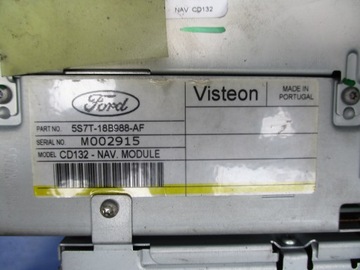 NAV CD132
Ford
Visteon
MADE IN
PORTUGAL
PART NO. 5S7T-18B988-AF
SERIAL NO. M002915
MODEL CD132 - NAV. MODULE